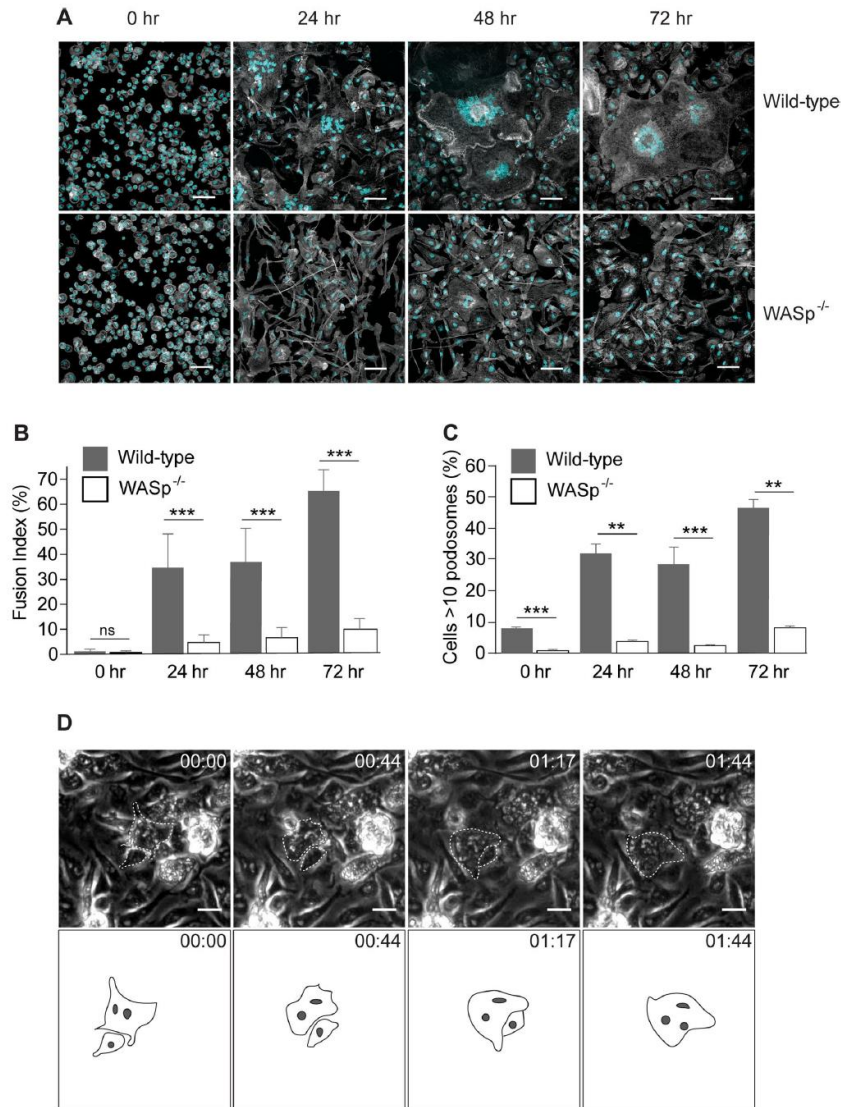 A
0 hr 24 hr 48 hr 72 hr
Wild-type
WASp-/-
B
Wild-type
WASp-/-
Fusion Index (%)
70
60
50
40
30
20
10
0
ns
***
***
***
0 hr 24 hr 48 hr 72 hr
C
Wild-type
WASp-/-
Cells >10 podosomes (%)
60
50
40
30
20
10
0
***
**
***
**
0 hr 24 hr 48 hr 72 hr
D
00:00 00:44 01:17 01:44
00:00 00:44 01:17 01:44